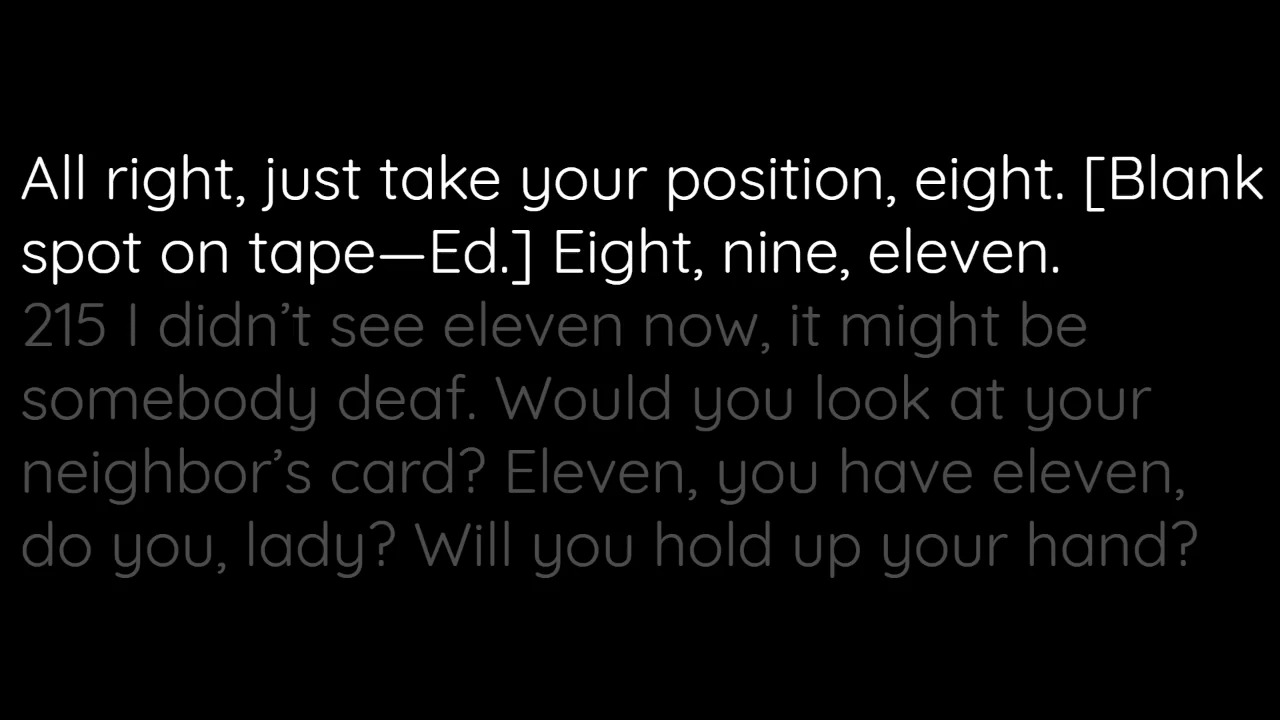 All right, just take your position, eight. [Blank
spot on tape—Ed.] Eight, nine, eleven.
215 I didn’t see eleven now, it might be
somebody deaf. Would you look at your
neighbor’s card? Eleven, you have eleven,
do you, lady? Will you hold up your hand?